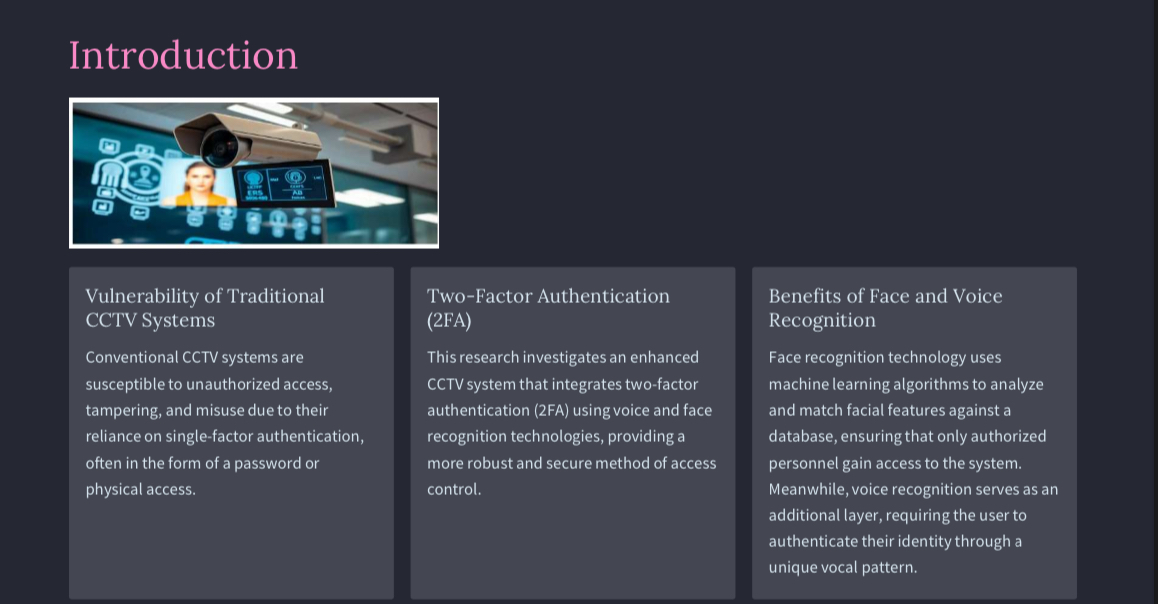 Introduction
Vulnerability of Traditional
CCTV Systems
Conventional CCTV systems are
susceptible to unauthorized access,
tampering, and misuse due to their
reliance on single-factor authentication,
often in the form of a password or
physical access.
Two-Factor Authentication
(2FA)
This research investigates an enhanced
CCTV system that integrates two-factor
authentication (2FA) using voice and face
recognition technologies, providing a
more robust and secure method of access
control.
Benefits of Face and Voice
Recognition
Face recognition technology uses
machine learning algorithms to analyze
and match facial features against a
database, ensuring that only authorized
personnel gain access to the system.
Meanwhile, voice recognition serves as an
additional layer, requiring the user to
authenticate their identity through a
unique vocal pattern.